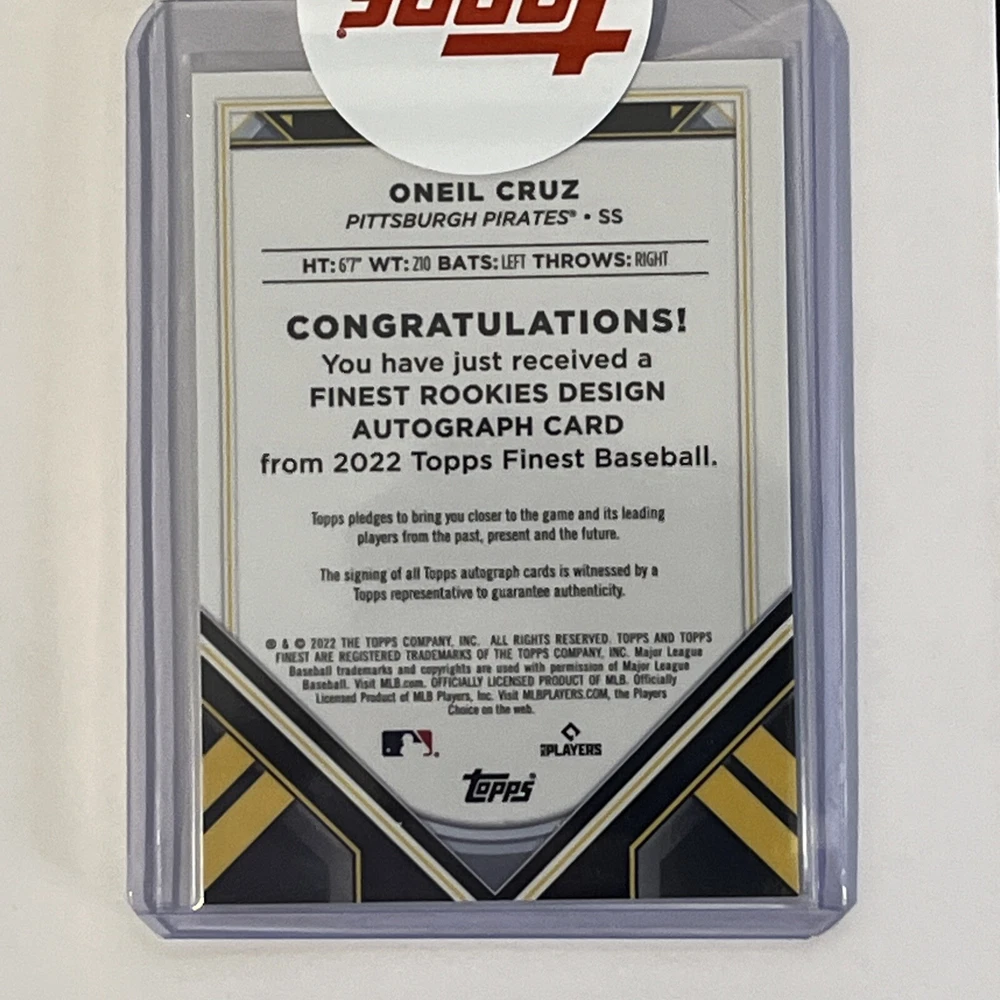 Topps
ONEIL CRUZ
PITTSBURGH PIRATES® • SS
HT: 6'7" WT: 210 BATS: LEFT THROWS: RIGHT
CONGRATULATIONS!
You have just received a
FINEST ROOKIES DESIGN
AUTOGRAPH CARD
from 2022 Topps Finest Baseball.
Topps pledges to bring you closer to the game and its leading
players from the past, present and the future.
The signing of all Topps autograph cards is witnessed by a
Topps representative to guarantee authenticity.
® & © 2022 THE TOPPS COMPANY, INC. ALL RIGHTS RESERVED. TOPPS AND TOPPS
FINEST ARE REGISTERED TRADEMARKS OF THE TOPPS COMPANY, INC. Major League
Baseball trademarks and copyrights are used with permission of Major League
Baseball. Visit MLB.com. OFFICIALLY LICENSED PRODUCT OF MLB. Officially
Licensed Product of MLB Players, Inc. Visit MLBPLAYERS.COM, the Players
Choice on the web.
MLB PLAYERS
Topps®